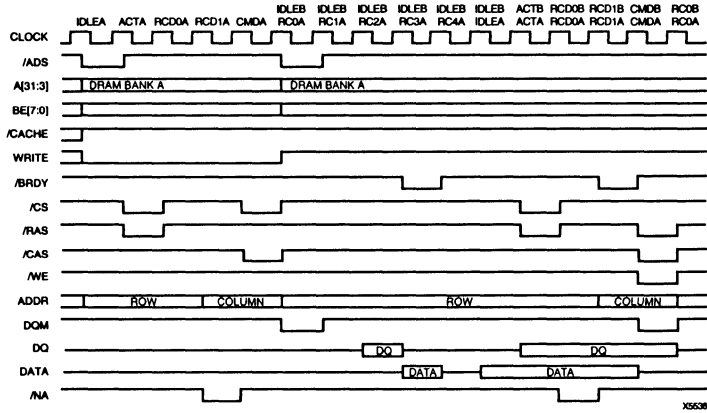 IDLEB IDLEB IDLEB IDLEB IDLEB IDLEB ACTB RCD0B RCD1B CMDB RC0B
IDLEA ACTA RCD0A RCD1A CMDA RC0A RC1A RC2A RC3A RC4A IDLEA ACTA RCD0A RCD1A CMDA RC0A
CLOCK
/ADS
A[31:3] DRAM BANK A DRAM BANK A
BE[7:0]
/CACHE
WRITE
/BRDY
/CS
/RAS
/CAS
/WE
ADDR ROW COLUMN ROW COLUMN
DQM
DQ DQ DQ
DATA DATA DATA
/NA
X5538